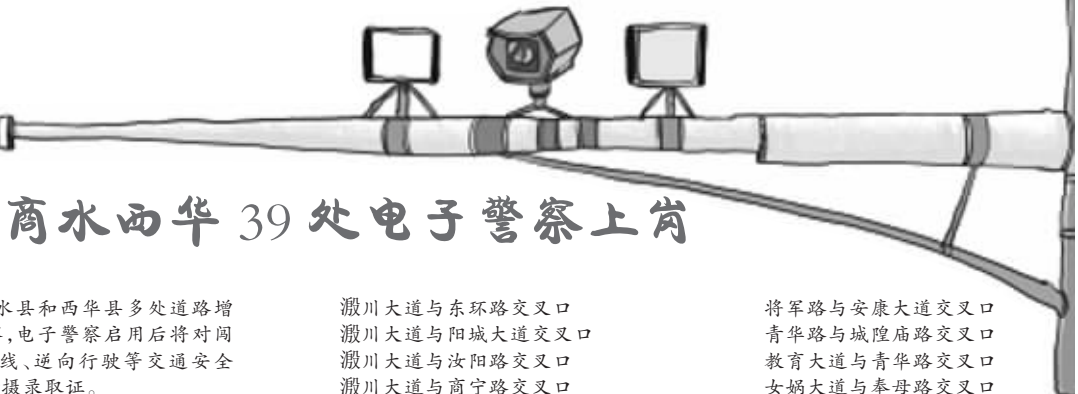 商水西华 39 处电子警察上岗
水县和西华县多处道路增
,电子警察启用后将对闯
线、逆向行驶等交通安全
摄录取证。
溵川大道与东环路交叉口
溵川大道与阳城大道交叉口
溵川大道与汝阳路交叉口
溵川大道与商宁路交叉口
将军路与安康大道交叉口
青华路与城隍庙路交叉口
教育大道与青华路交叉口
女娲大道与奉母路交叉口